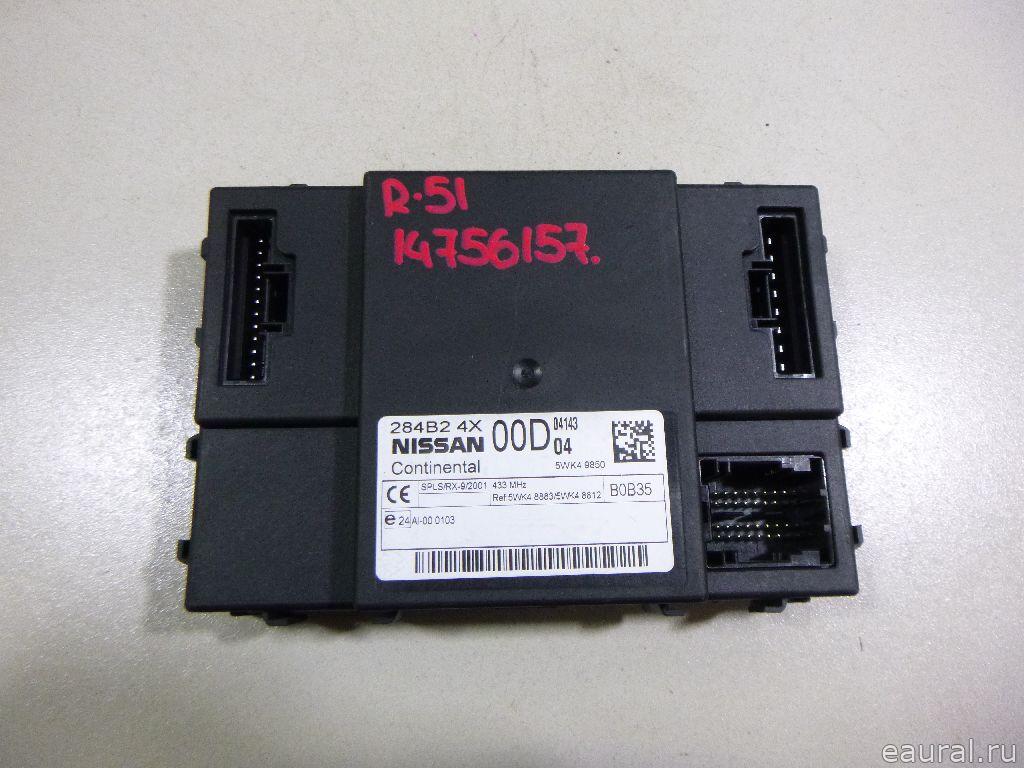 R·51
14756157.
284B2 4X
NISSAN
00D
04143
04
Continental
5WK4 9850
CE
SPLS/RX-9/2001 433 MHz
Ref:5WK4 8883/5WK4 8812
B0B35
e 24 AI-00 0103
eaural.ru